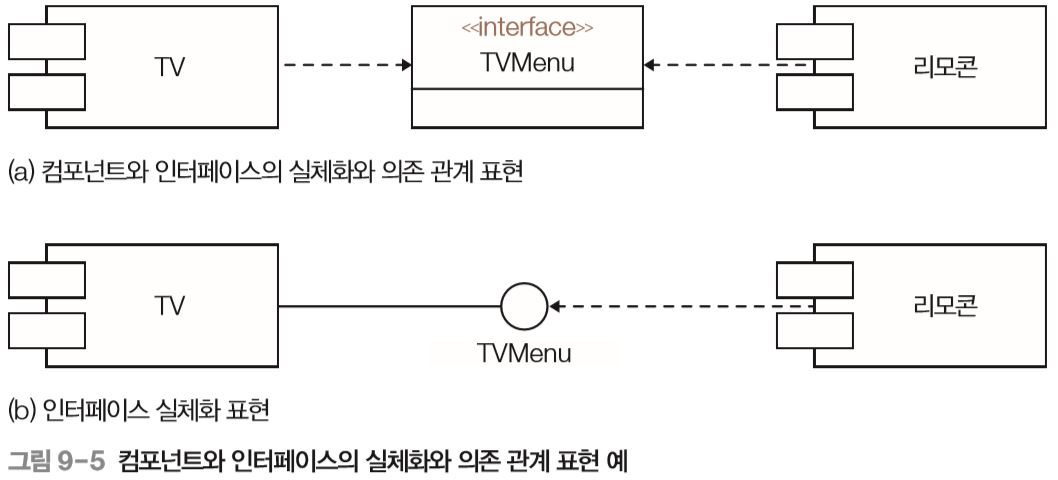 TV
<<interface>>
TVMenu
리모콘
(a) 컴포넌트와 인터페이스의 실체화와 의존 관계 표현
TV
TVMenu
리모콘
(b) 인터페이스 실체화 표현
그림 9-5 컴포넌트와 인터페이스의 실체화와 의존 관계 표현 예